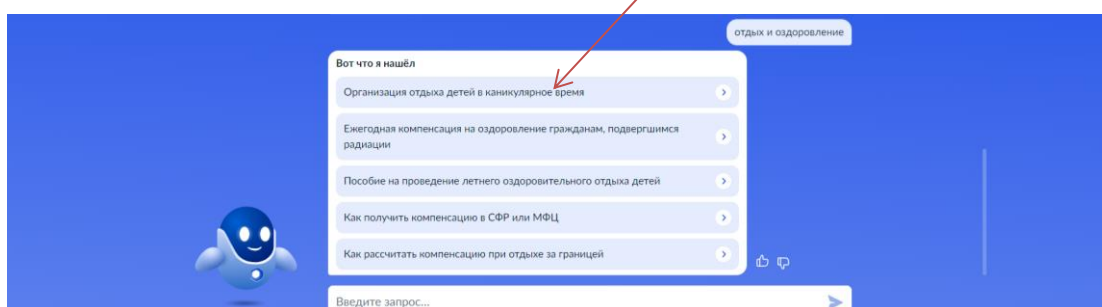 отдых и оздоровление
Вот что я нашёл
Организация отдыха детей в каникулярное время
Ежегодная компенсация на оздоровление гражданам, подвергшимся
радиации
Пособие на проведение летнего оздоровительного отдыха детей
Как получить компенсацию в СФР или МФЦ
Как рассчитать компенсацию при отдыхе за границей
Введите запрос...